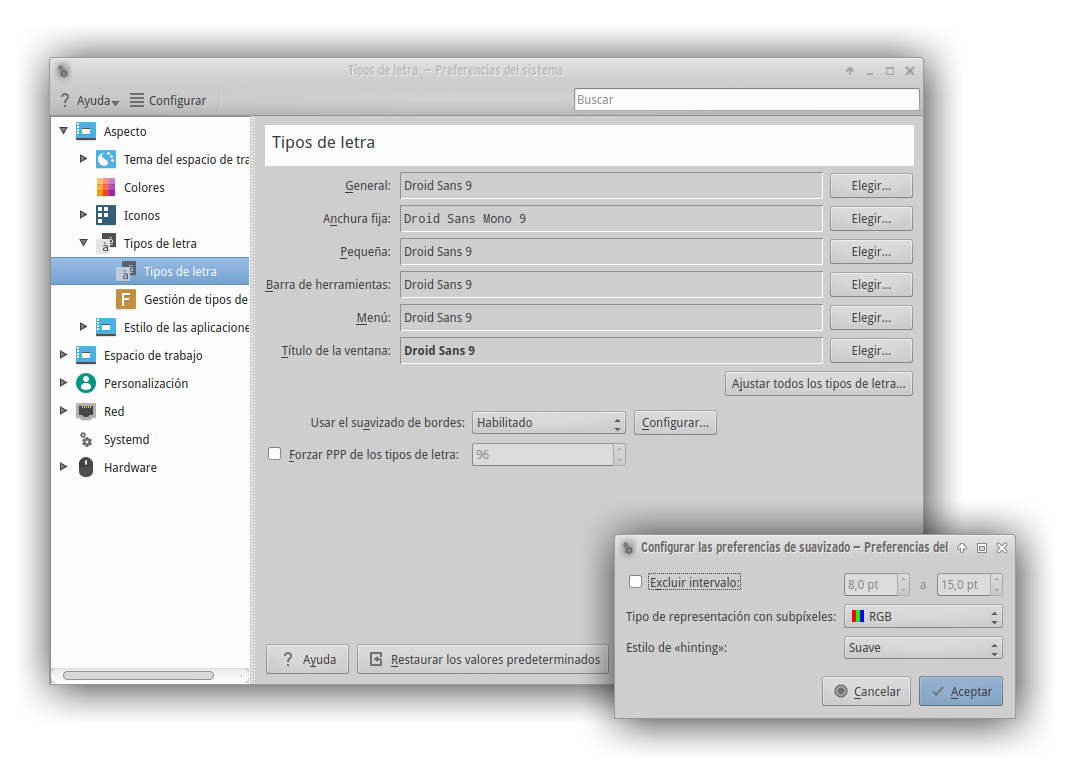 Tipos de letra – Preferencias del sistema
? Ayuda Configurar Buscar
Aspecto
Tema del espacio de tra
Colores
Iconos
Tipos de letra
Tipos de letra
Gestión de tipos de
Estilo de las aplicacione
Espacio de trabajo
Personalización
Red
Systemd
Hardware
Tipos de letra
General: Droid Sans 9 Elegir...
Anchura fija: Droid Sans Mono 9 Elegir...
Pequeña: Droid Sans 9 Elegir...
Barra de herramientas: Droid Sans 9 Elegir...
Menú: Droid Sans 9 Elegir...
Título de la ventana: Droid Sans 9 Elegir...
Ajustar todos los tipos de letra...
Usar el suavizado de bordes: Habilitado Configurar...
Forzar PPP de los tipos de letra: 96
? Ayuda Restaurar los valores predeterminados
Configurar las preferencias de suavizado – Preferencias del
Excluir intervalo: 8,0 pt a 15,0 pt
Tipo de representación con subpíxeles: RGB
Estilo de «hinting»: Suave
Cancelar Aceptar